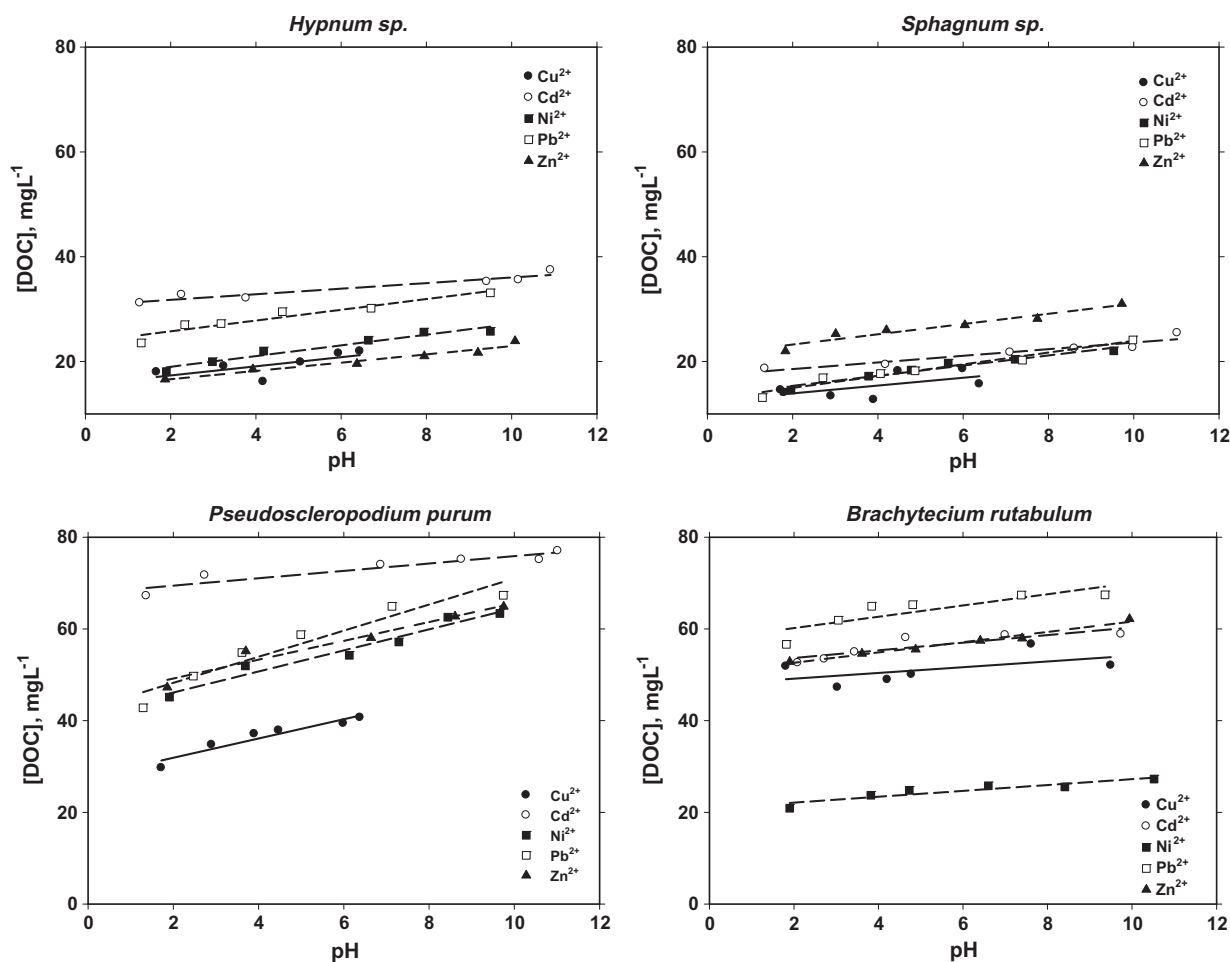 Hypnum sp.
80
60
40
20
[DOC], mgL⁻¹
Cu²⁺
Cd²⁺
Ni²⁺
Pb²⁺
Zn²⁺
0 2 4 6 8 10 12
pH
Sphagnum sp.
80
60
40
20
[DOC], mgL⁻¹
Cu²⁺
Cd²⁺
Ni²⁺
Pb²⁺
Zn²⁺
0 2 4 6 8 10 12
pH
Pseudoscleropodium purum
80
60
40
20
0
[DOC], mgL⁻¹
Cu²⁺
Cd²⁺
Ni²⁺
Pb²⁺
Zn²⁺
0 2 4 6 8 10 12
pH
Brachytecium rutabulum
80
60
40
20
0
[DOC], mgL⁻¹
Cu²⁺
Cd²⁺
Ni²⁺
Pb²⁺
Zn²⁺
0 2 4 6 8 10 12
pH